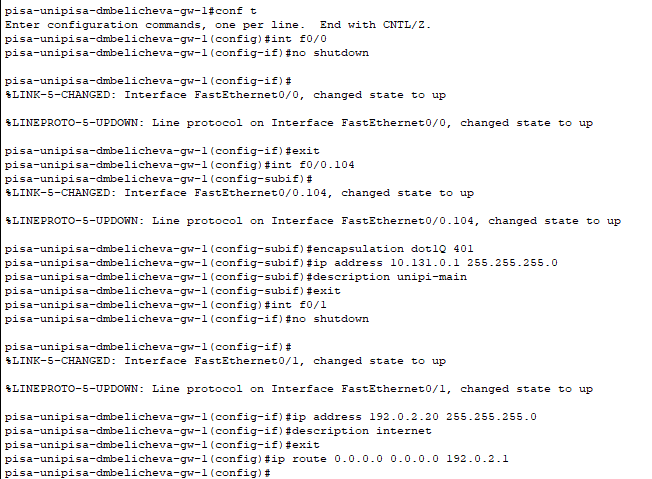 pisa-unipisa-dmbelicheva-gw-1#conf t
Enter configuration commands, one per line.  End with CNTL/Z.
pisa-unipisa-dmbelicheva-gw-1(config)#int f0/0
pisa-unipisa-dmbelicheva-gw-1(config-if)#no shutdown

pisa-unipisa-dmbelicheva-gw-1(config-if)#
%LINK-5-CHANGED: Interface FastEthernet0/0, changed state to up

%LINEPROTO-5-UPDOWN: Line protocol on Interface FastEthernet0/0, changed state to up

pisa-unipisa-dmbelicheva-gw-1(config-if)#exit
pisa-unipisa-dmbelicheva-gw-1(config)#int f0/0.104
pisa-unipisa-dmbelicheva-gw-1(config-subif)#
%LINK-5-CHANGED: Interface FastEthernet0/0.104, changed state to up

%LINEPROTO-5-UPDOWN: Line protocol on Interface FastEthernet0/0.104, changed state to up

pisa-unipisa-dmbelicheva-gw-1(config-subif)#encapsulation dot1Q 401
pisa-unipisa-dmbelicheva-gw-1(config-subif)#ip address 10.131.0.1 255.255.255.0
pisa-unipisa-dmbelicheva-gw-1(config-subif)#description unipi-main
pisa-unipisa-dmbelicheva-gw-1(config-subif)#exit
pisa-unipisa-dmbelicheva-gw-1(config)#int f0/1
pisa-unipisa-dmbelicheva-gw-1(config-if)#no shutdown

pisa-unipisa-dmbelicheva-gw-1(config-if)#
%LINK-5-CHANGED: Interface FastEthernet0/1, changed state to up

%LINEPROTO-5-UPDOWN: Line protocol on Interface FastEthernet0/1, changed state to up

pisa-unipisa-dmbelicheva-gw-1(config-if)#ip address 192.0.2.20 255.255.255.0
pisa-unipisa-dmbelicheva-gw-1(config-if)#description internet
pisa-unipisa-dmbelicheva-gw-1(config-if)#exit
pisa-unipisa-dmbelicheva-gw-1(config)#ip route 0.0.0.0 0.0.0.0 192.0.2.1
pisa-unipisa-dmbelicheva-gw-1(config)#